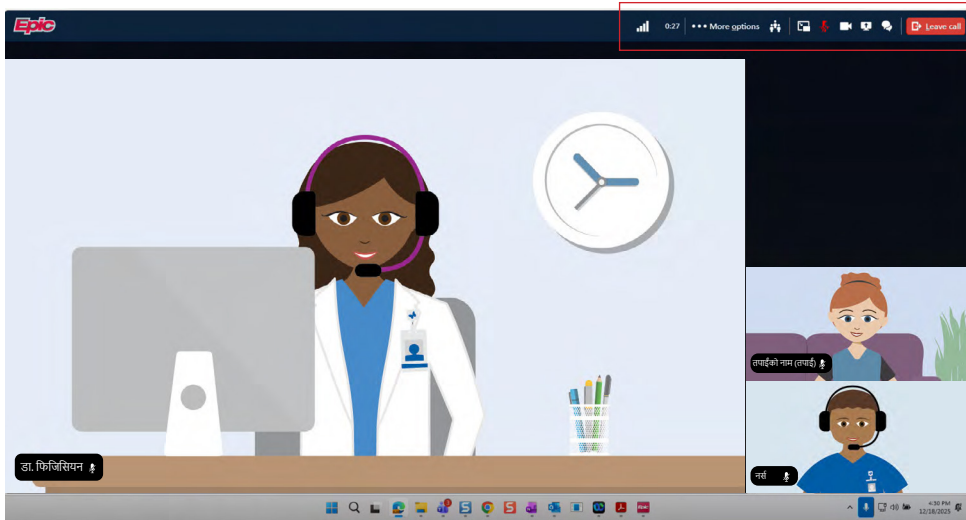 Epic
0:27 ••• More options Leave call
तपाईंको नाम (तपाईं)
नर्स
डा. फिजिसियन
4:30 PM
12/18/2025